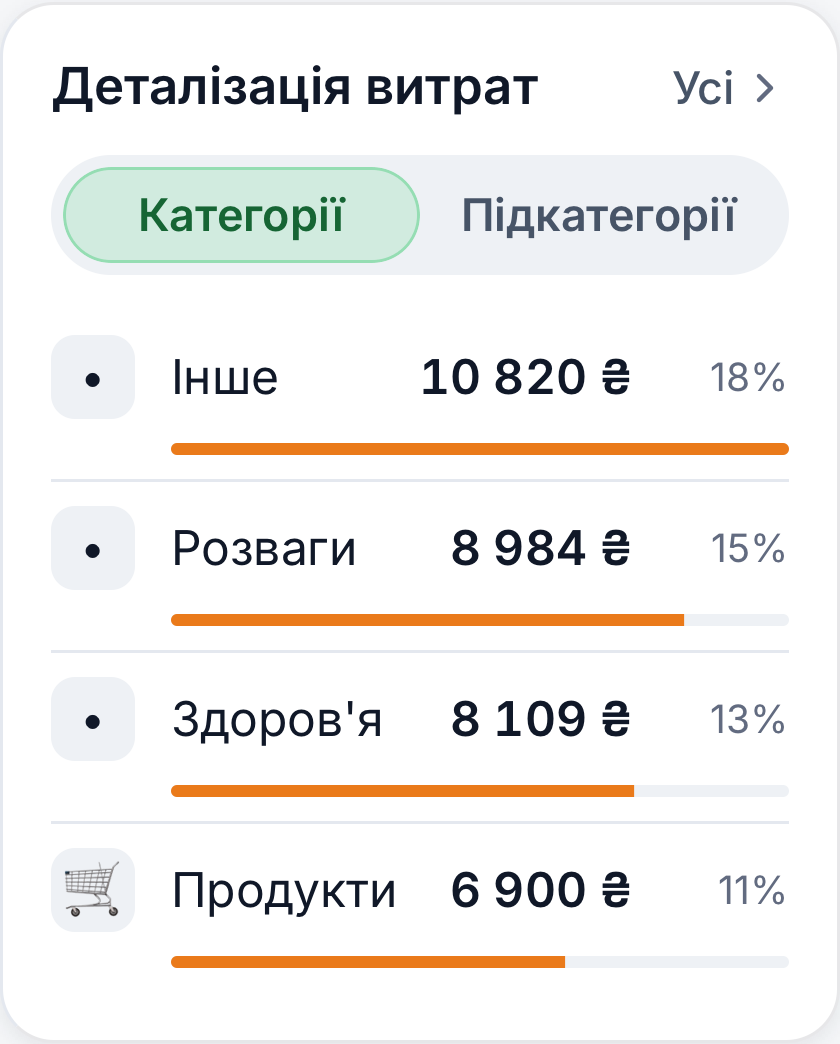 Деталізація витрат Усі
Категорії Підкатегорії
Інше 10 820 ₴ 18%
Розваги 8 984 ₴ 15%
Здоров'я 8 109 ₴ 13%
Продукти 6 900 ₴ 11%